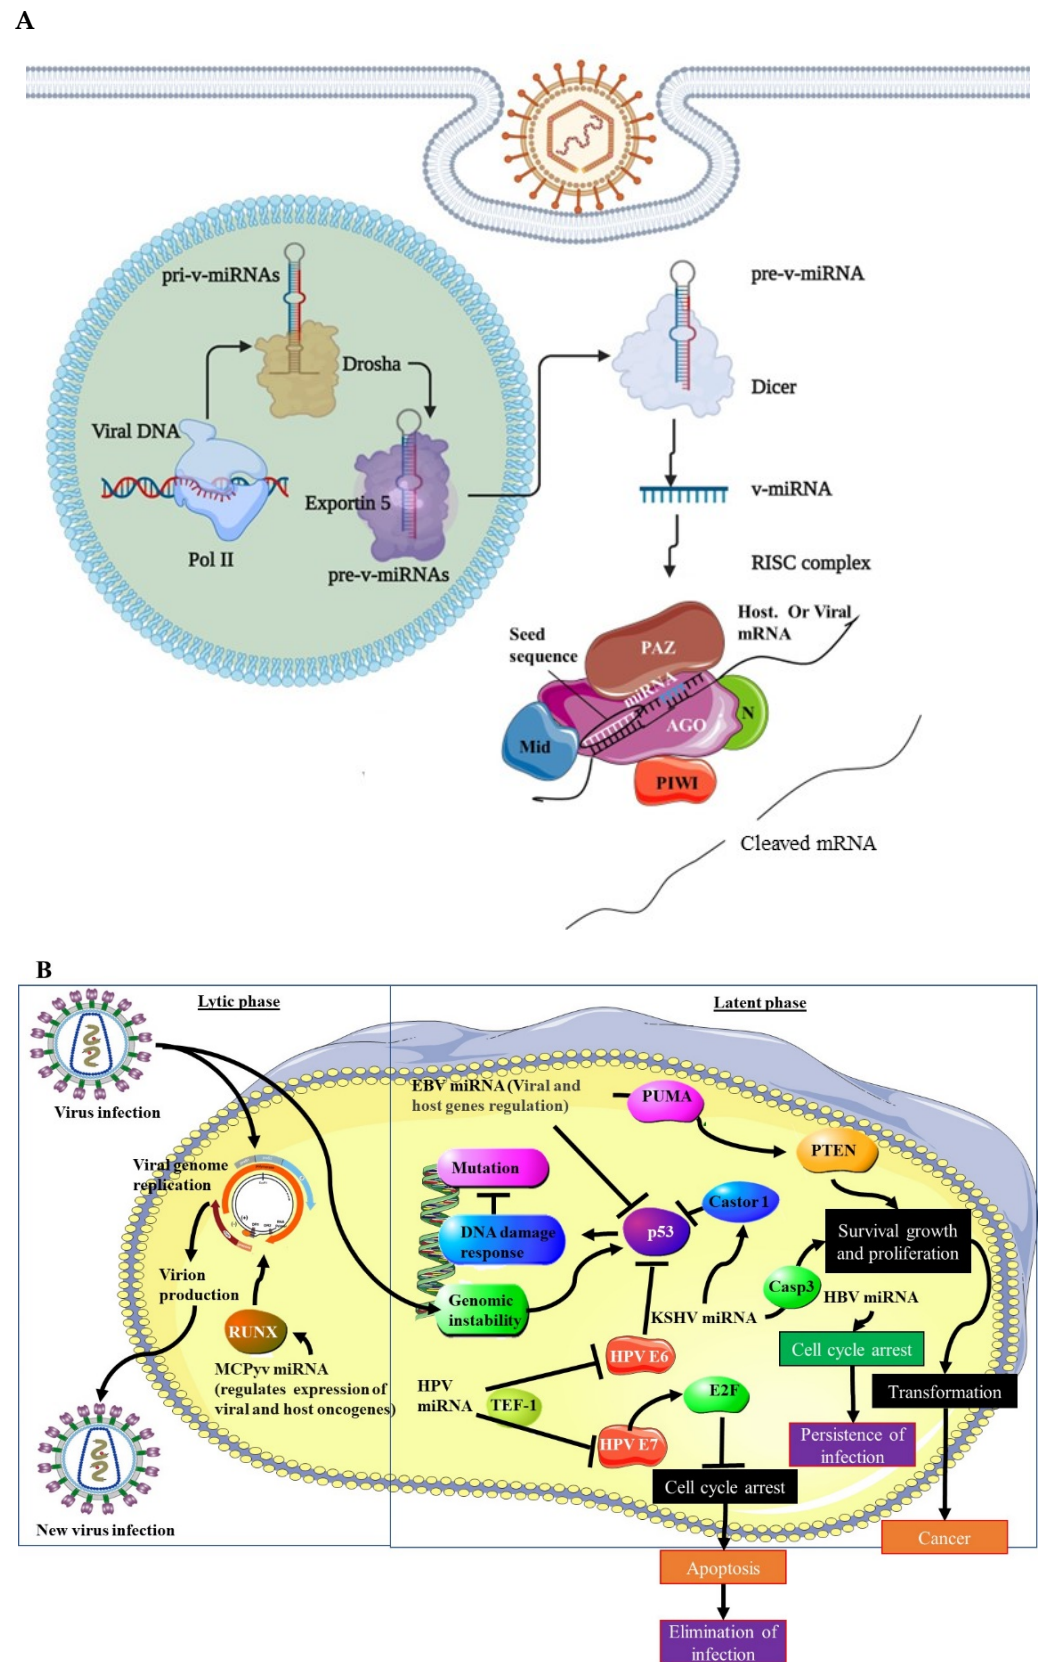 A
pri-v-miRNAs
Drosha
Viral DNA
Pol II
Exportin 5
pre-v-miRNAs
pre-v-miRNA
Dicer
v-miRNA
RISC complex
Host. Or Viral
mRNA
Seed
sequence
PAZ
miRNA
AGO
N
Mid
PIWI
Cleaved mRNA
B
Lytic phase
Latent phase
Virus infection
EBV miRNA (Viral and
host genes regulation)
PUMA
PTEN
Viral genome
replication
Mutation
DNA damage
response
Genomic
instability
p53
Castor 1
Survival growth
and proliferation
Casp3
KSHV miRNA
HBV miRNA
Virion
production
RUNX
MCPyv miRNA
(regulates expression of
viral and host oncogenes)
HPV
miRNA
TEF-1
HPV E6
HPV E7
E2F
Cell cycle arrest
Transformation
Persistence of
infection
Cell cycle arrest
New virus infection
Cancer
Apoptosis
Elimination of
infection